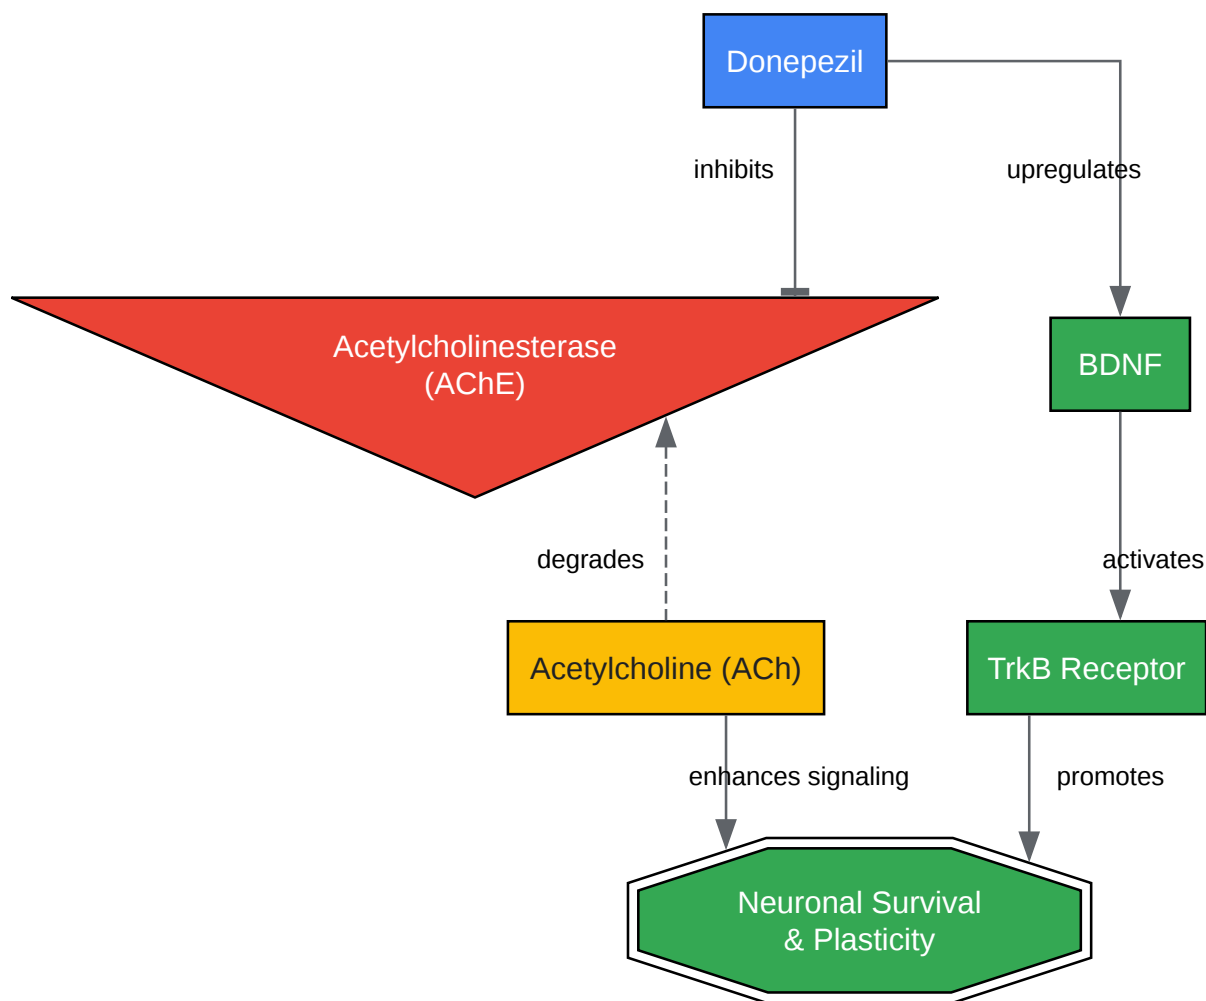 Donepezil
inhibits
upregulates
Acetylcholinesterase
(AChE)
BDNF
degrades
activates
Acetylcholine (ACh)
TrkB Receptor
enhances signaling
promotes
Neuronal Survival
& Plasticity